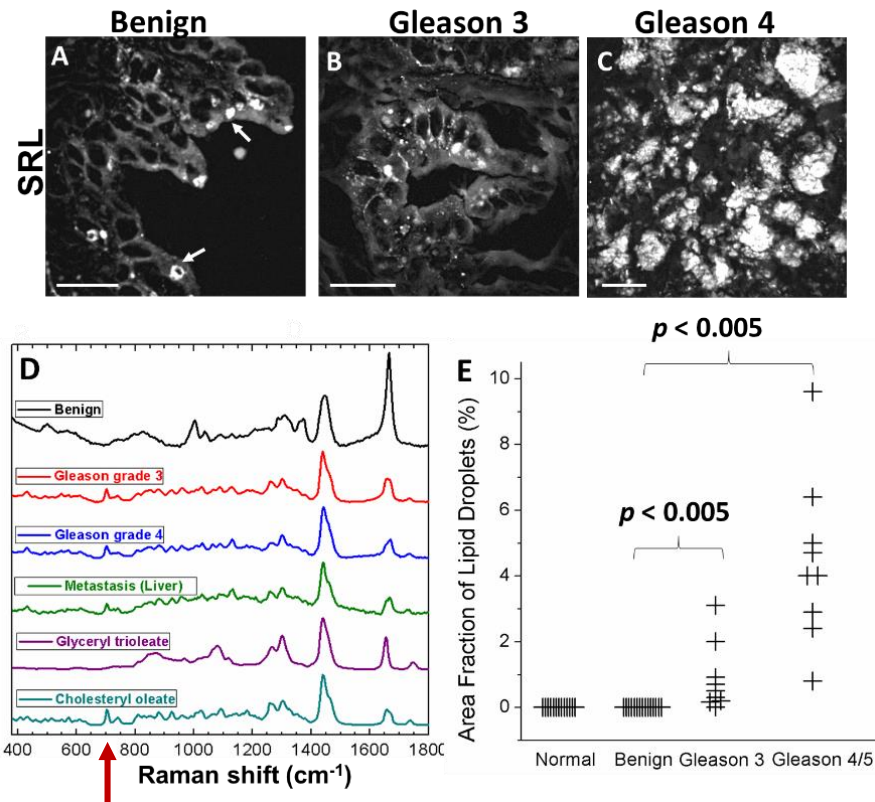 Benign Gleason 3 Gleason 4
SRL
A B C
D
Benign
Gleason grade 3
Gleason grade 4
Metastasis (Liver)
Glyceryl trioleate
Cholesteryl oleate
400 600 800 1000 1200 1400 1600 1800
Raman shift (cm⁻¹)
E
p < 0.005
p < 0.005
Area Fraction of Lipid Droplets (%)
10
8
6
4
2
0
Normal Benign Gleason 3 Gleason 4/5